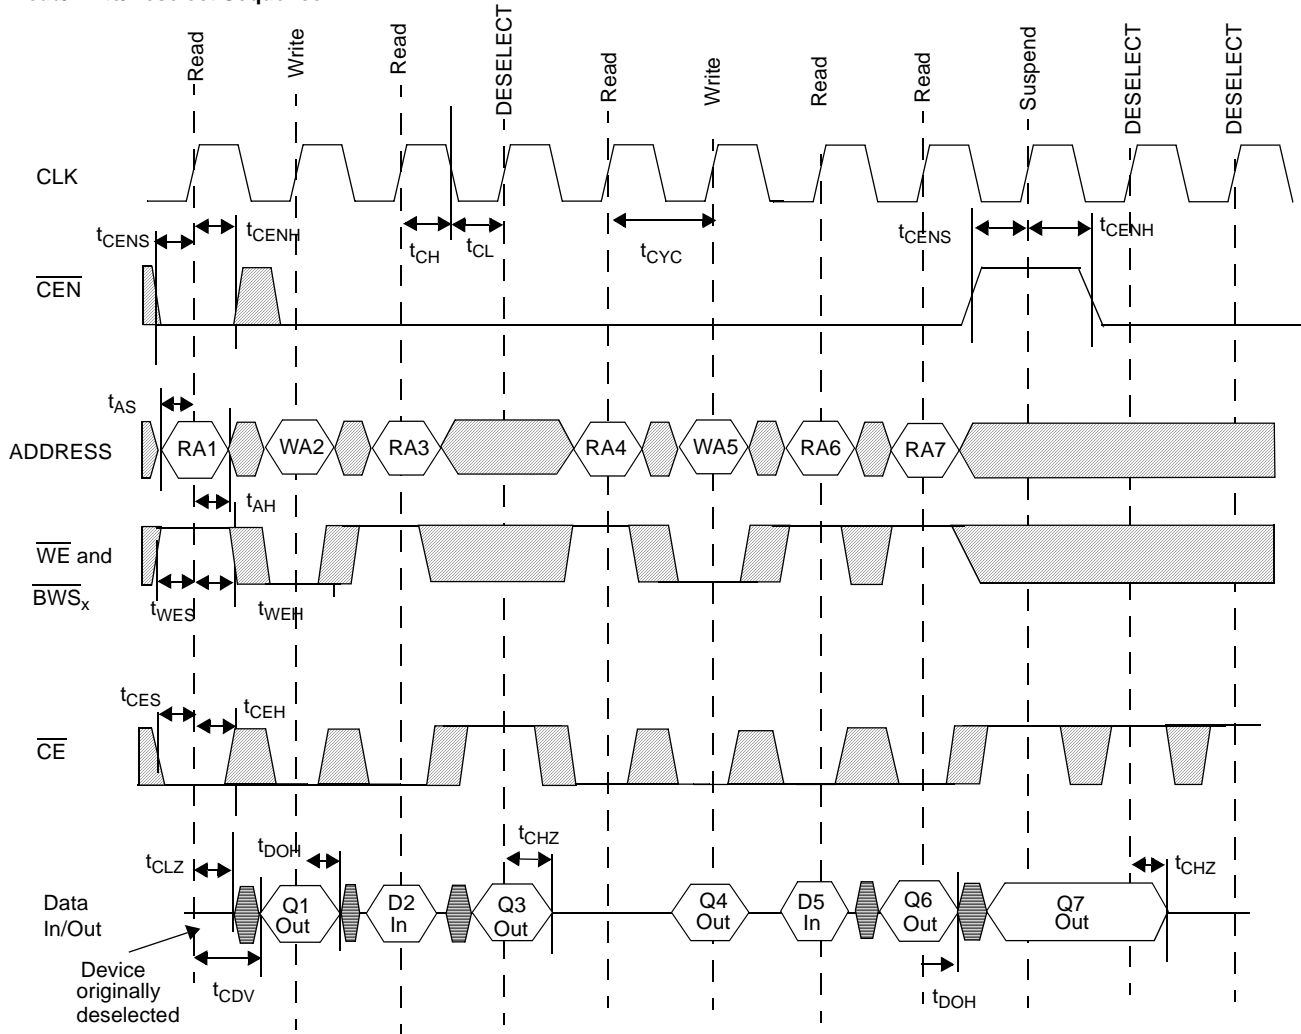 Read
Write
Read
DESELECT
Read
Write
Read
Read
Suspend
DESELECT
DESELECT
CLK
tCENS
tCENH
tCH
tCL
tCYC
tCENS
tCENH
CEN
tAS
ADDRESS
RA1
WA2
RA3
RA4
WA5
RA6
RA7
tAH
WE and
BWSx
tWES
tWEH
tCES
tCEH
CE
tCLZ
tDOH
tCHZ
tCHZ
Data
In/Out
Q1
Out
D2
In
Q3
Out
Q4
Out
D5
In
Q6
Out
Q7
Out
Device
originally
deselected
tCDV
tDOH